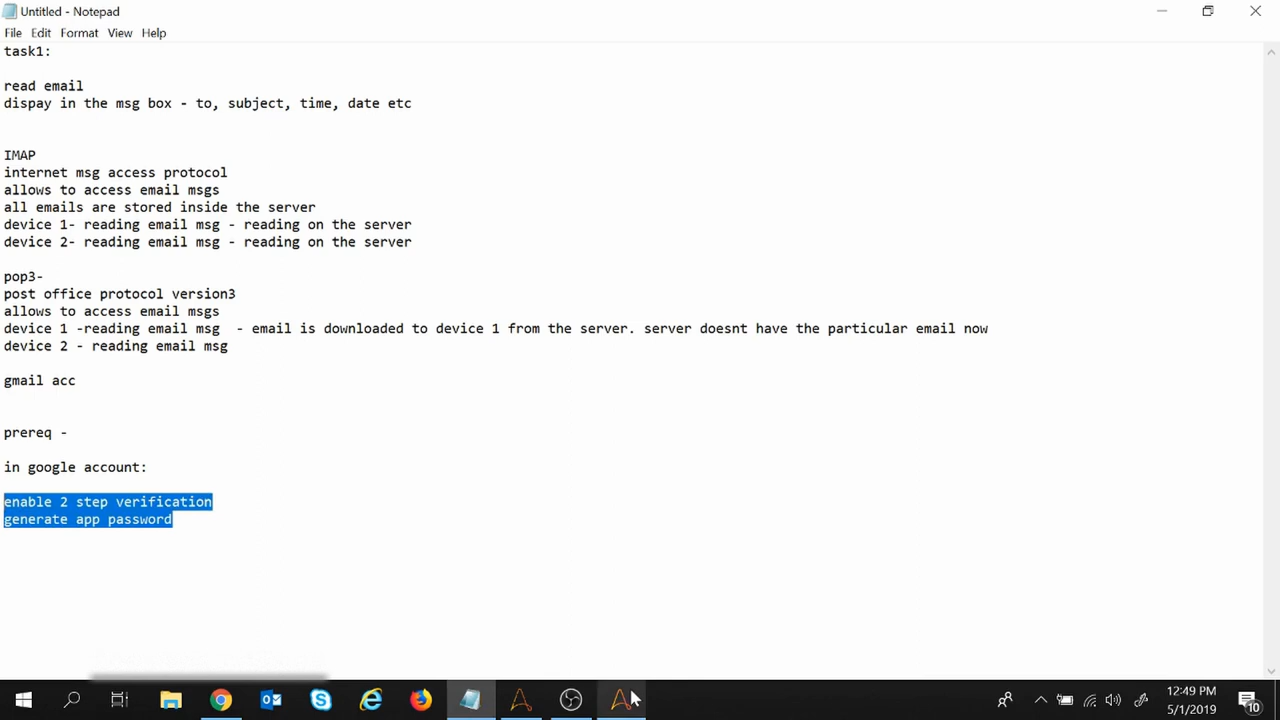 Untitled - Notepad
File Edit Format View Help
task1:
read email
dispay in the msg box - to, subject, time, date etc
IMAP
internet msg access protocol
allows to access email msgs
all emails are stored inside the server
device 1- reading email msg - reading on the server
device 2- reading email msg - reading on the server
pop3-
post office protocol version3
allows to access email msgs
device 1 -reading email msg  - email is downloaded to device 1 from the server. server doesnt have the particular email now
device 2 - reading email msg
gmail acc
prereq -
in google account:
enable 2 step verification
generate app password
12:49 PM
5/1/2019
10